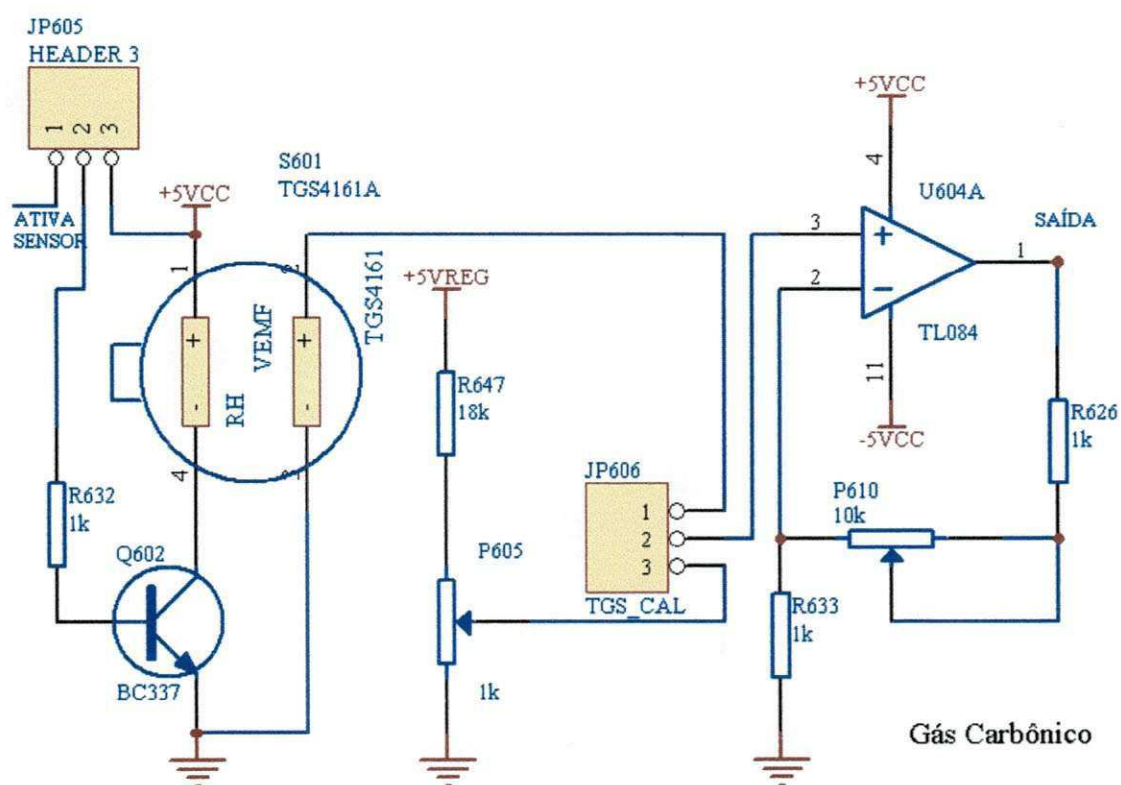 JP605
HEADER 3
1 2 3
ATIVA
SENSOR
+5VCC
S601
TGS4161A
1
TGS4161
+
-
RH
VEMF
+
-
4
R632
1k
Q602
BC337
+5VREG
R647
18k
P605
1k
JP606
1
2
3
TGS_CAL
+5VCC
4
U604A
3
+
2
-
1
SAÍDA
TL084
11
-5VCC
R626
1k
P610
10k
R633
1k
Gás Carbônico